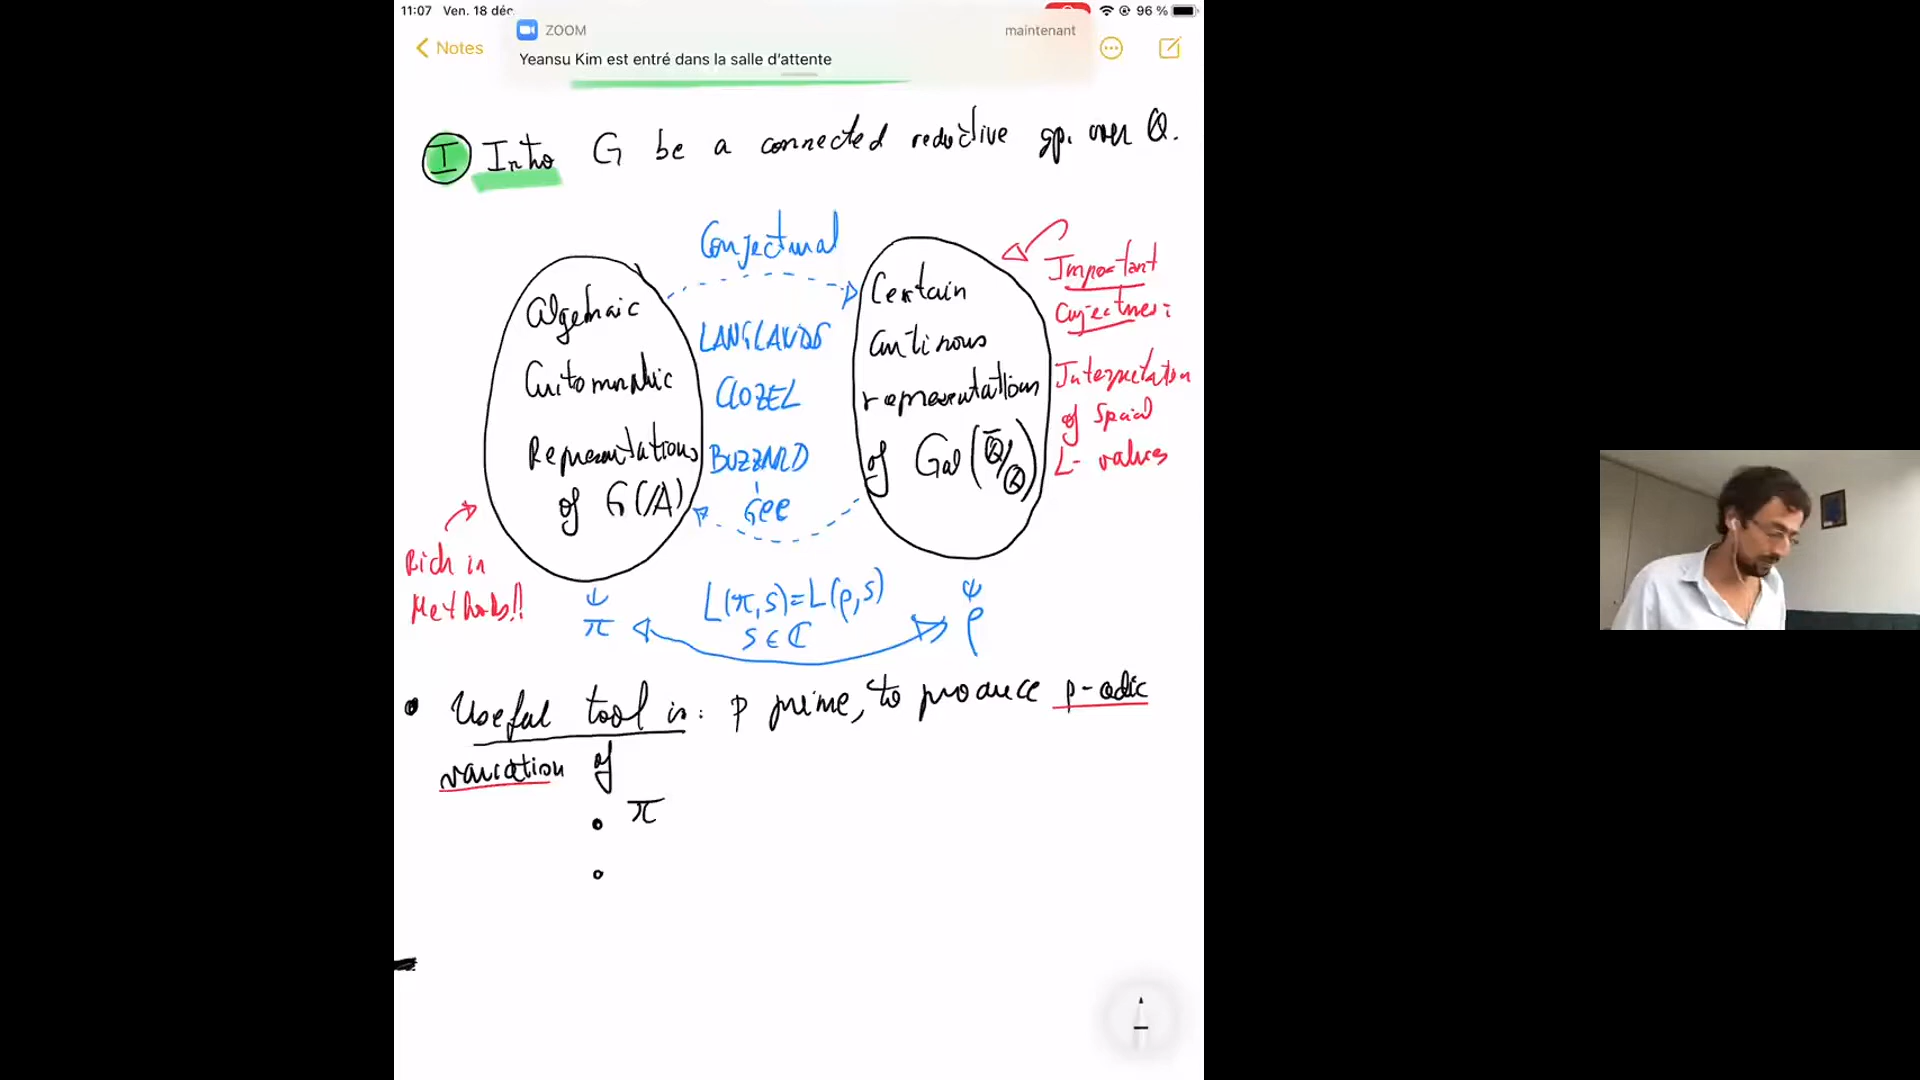 11:07 Ven. 18 déc.
96 %
ZOOM
maintenant
Yeansu Kim est entré dans la salle d'attente
Notes
I Intro G be a connected reductive gp. over Q.
Conjectural
LANGLANDS
CLOZEL
BUZZARD
GEE
Algebraic
Automorphic
Representations
of G(𝔸)
Certain
continous
representations
of Gal(Q̄/Q)
Important
conjectures:
Interpretation
of special
L-values
Rich in
Methods!!
π
L(π,s)=L(ρ,s)
s∈ℂ
ρ
• Useful tool is: p prime, to produce p-adic
variation of
• π
•